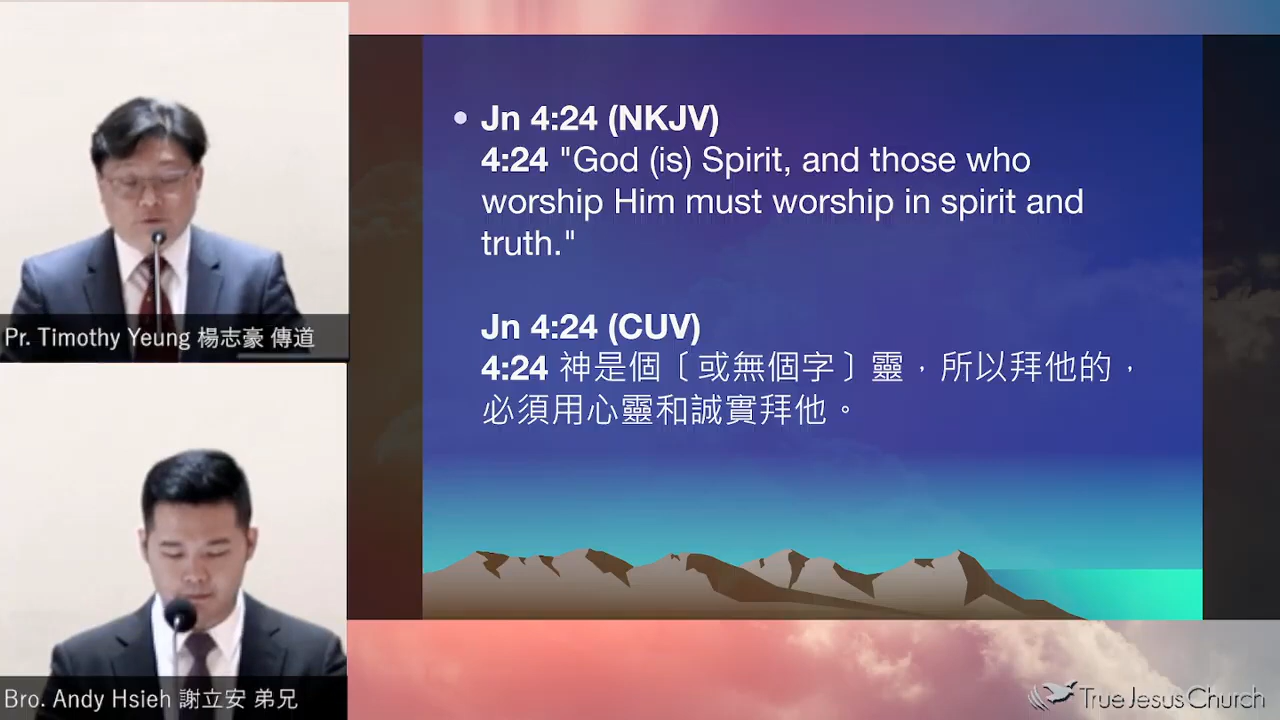 Jn 4:24 (NKJV)
4:24 "God (is) Spirit, and those who
worship Him must worship in spirit and
truth."
Jn 4:24 (CUV)
4:24 神是個〔或無個字〕靈，所以拜他的，
必須用心靈和誠實拜他。
Pr. Timothy Yeung 楊志豪 傳道
Bro. Andy Hsieh 謝立安 弟兄
True Jesus Church